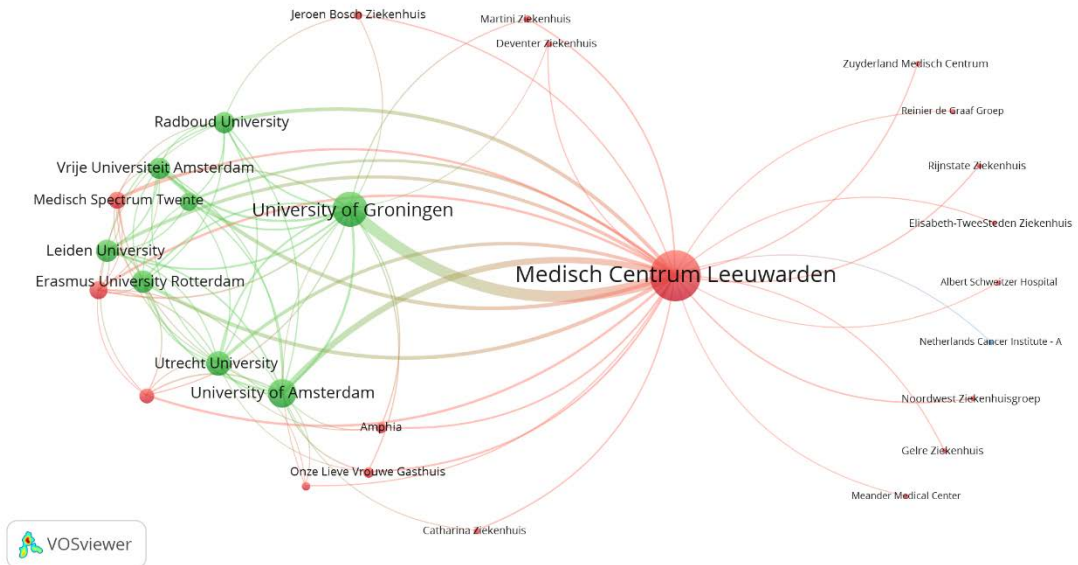 Jeroen Bosch Ziekenhuis
Martini Ziekenhuis
Deventer Ziekenhuis
Zuyderland Medisch Centrum
Reinier de Graaf Groep
Radboud University
Vrije Universiteit Amsterdam
Rijnstate Ziekenhuis
Medisch Spectrum Twente
University of Groningen
Elisabeth-TweeSteden Ziekenhuis
Leiden University
Medisch Centrum Leeuwarden
Erasmus University Rotterdam
Albert Schweitzer Hospital
Netherlands Cancer Institute - A
Utrecht University
University of Amsterdam
Noordwest Ziekenhuisgroep
Amphia
Gelre Ziekenhuis
Onze Lieve Vrouwe Gasthuis
Meander Medical Center
Catharina Ziekenhuis
VOSviewer